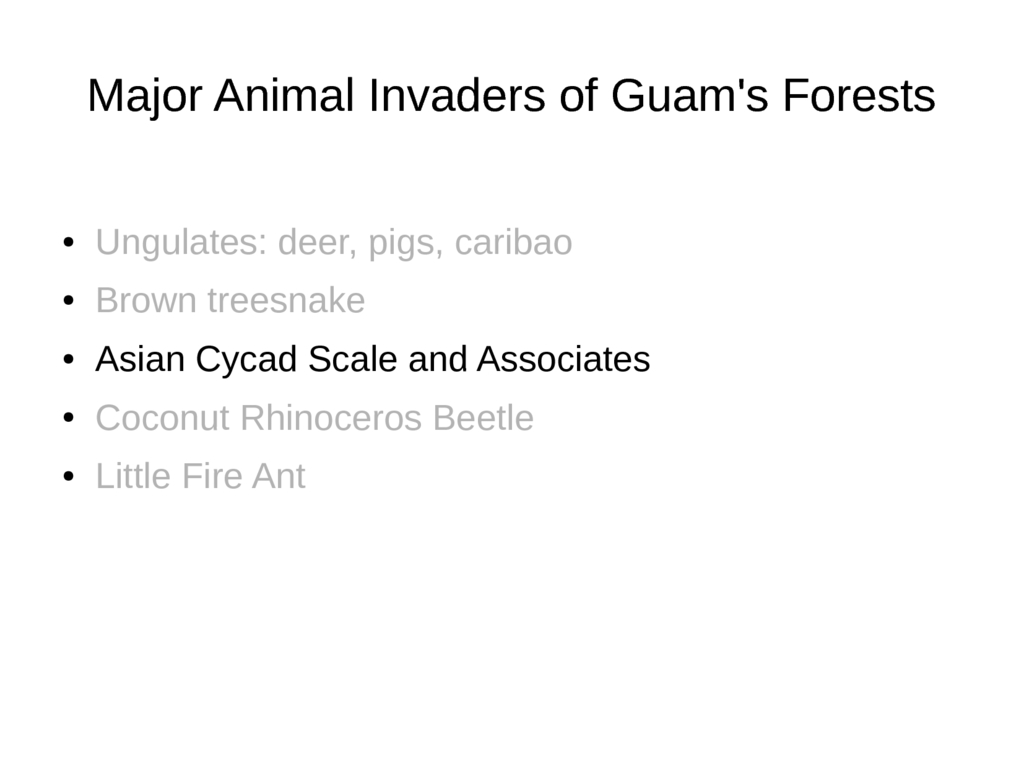 Major Animal Invaders of Guam's Forests
• Ungulates: deer, pigs, caribao
• Brown treesnake
• Asian Cycad Scale and Associates
• Coconut Rhinoceros Beetle
• Little Fire Ant